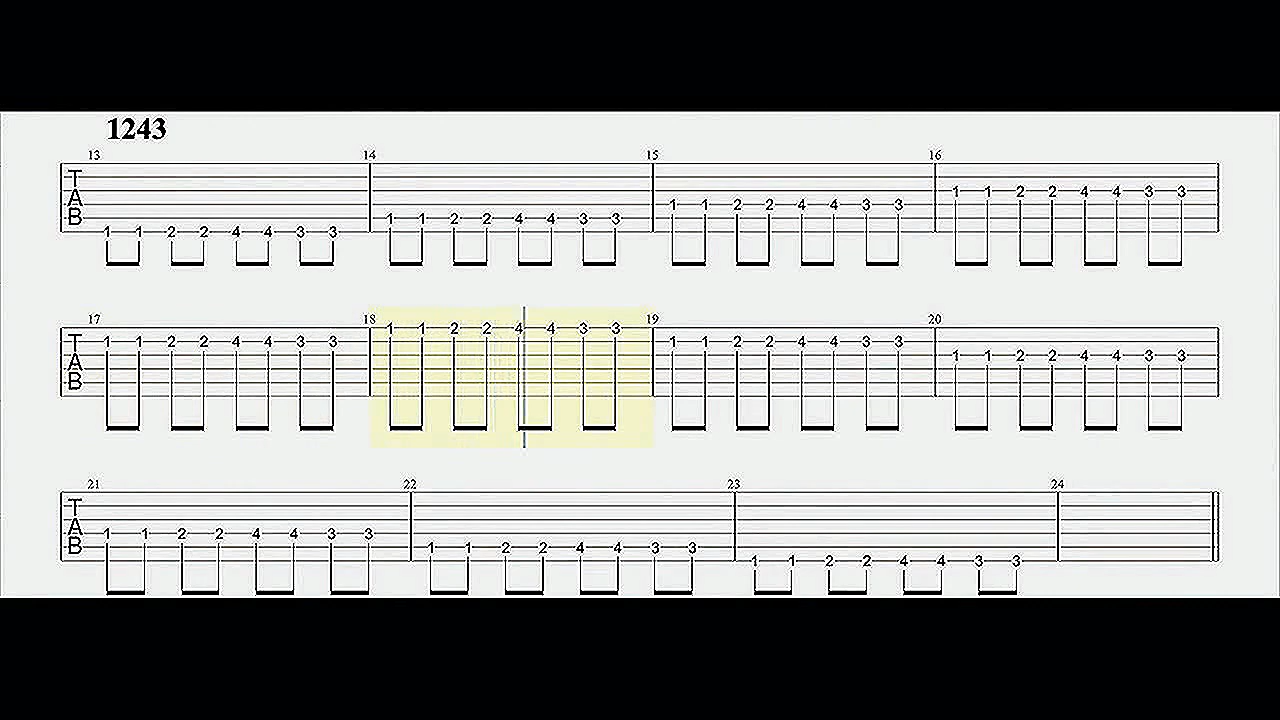 1243
13 14 15 16
TAB
1 1 2 2 4 4 3 3 1 1 2 2 4 4 3 3 1 1 2 2 4 4 3 3 1 1 2 2 4 4 3 3
17 18 19 20
TAB
1 1 2 2 4 4 3 3 1 1 2 2 4 4 3 3 1 1 2 2 4 4 3 3 1 1 2 2 4 4 3 3
21 22 23 24
TAB
1 1 2 2 4 4 3 3 1 1 2 2 4 4 3 3 1 1 2 2 4 4 3 3